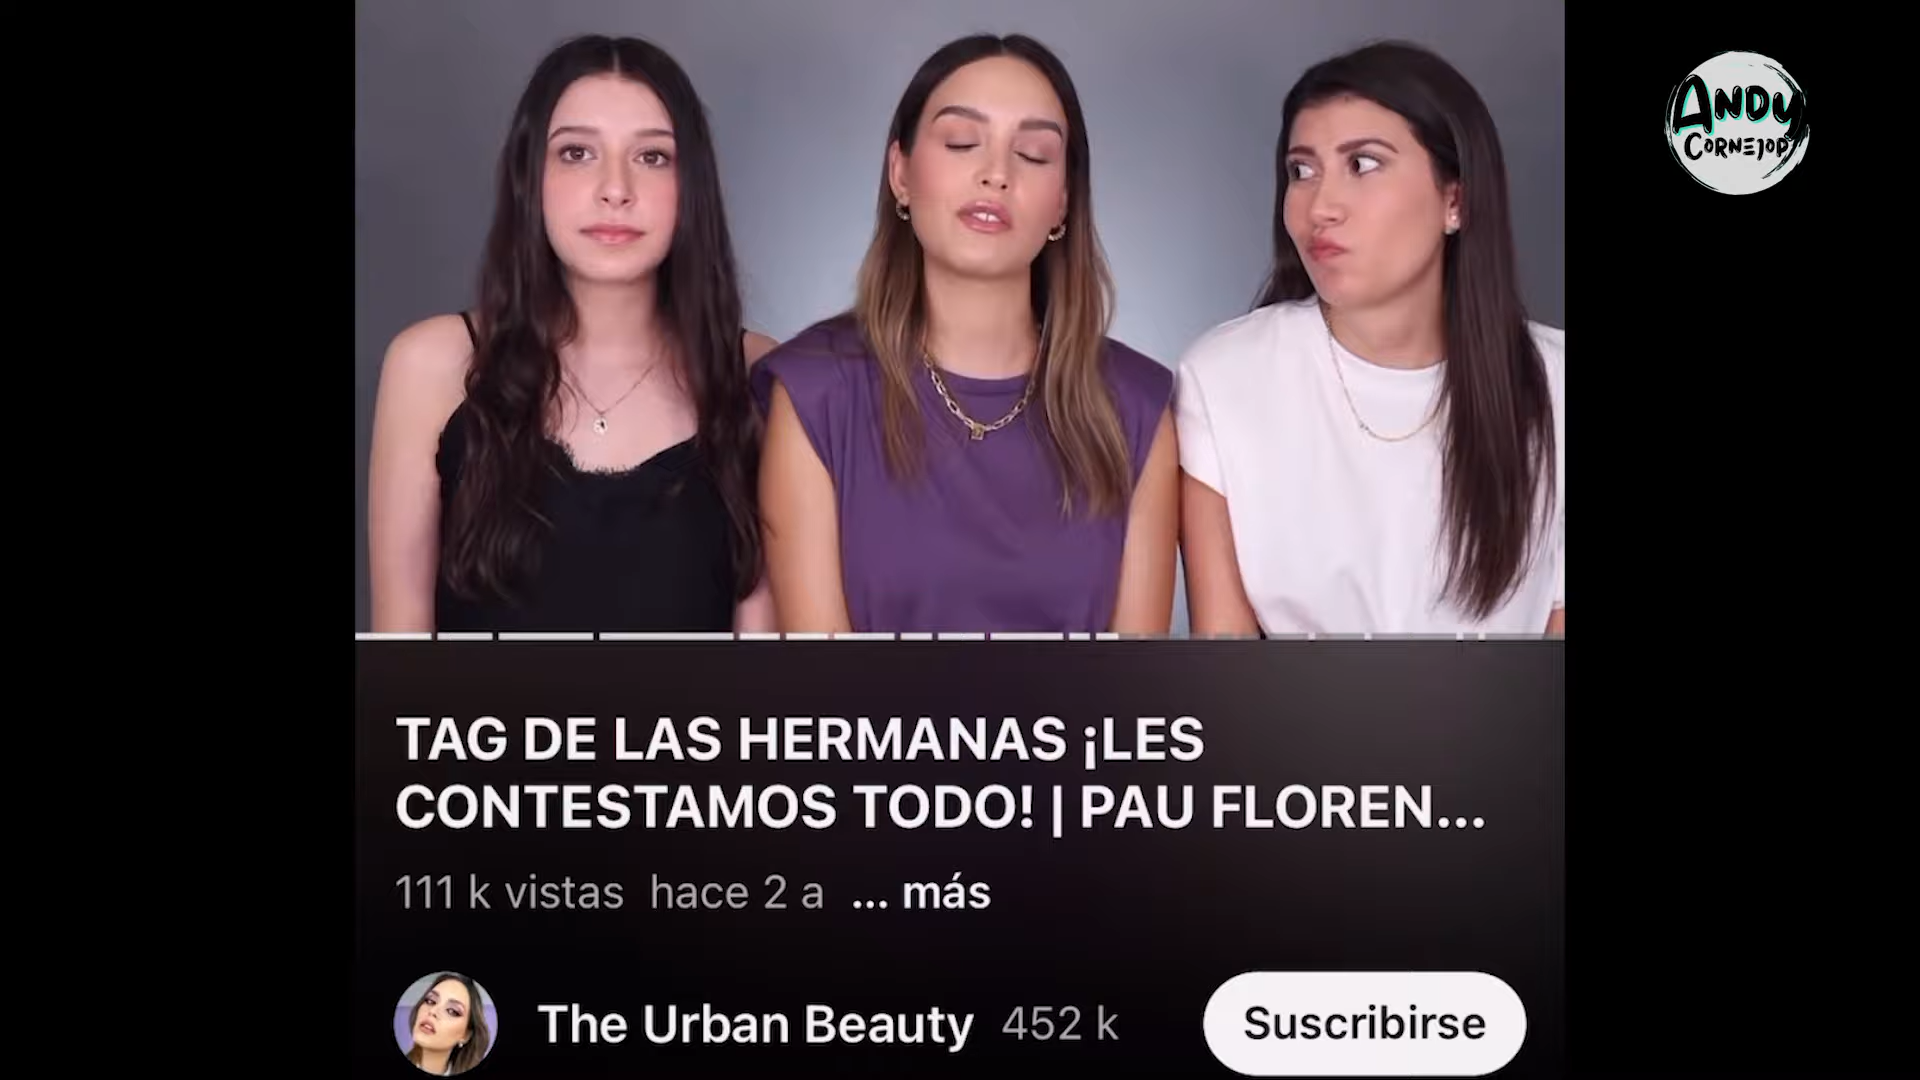 ANDY
CORNEJOP
TAG DE LAS HERMANAS ¡LES
CONTESTAMOS TODO! | PAU FLOREN...
111 k vistas hace 2 a ... más
The Urban Beauty 452 k Suscribirse